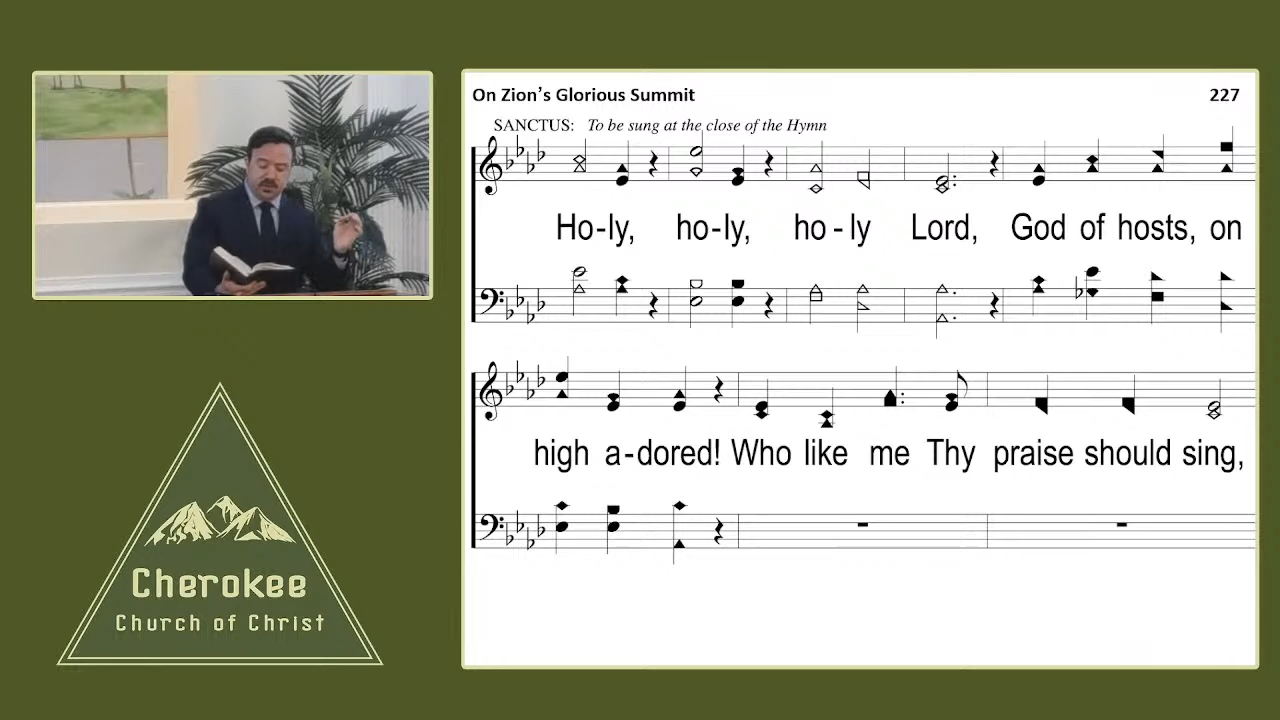 On Zion's Glorious Summit 227
SANCTUS: To be sung at the close of the Hymn
Ho-ly, ho-ly, ho-ly Lord, God of hosts, on
high a-dored! Who like me Thy praise should sing,
Cherokee
Church of Christ